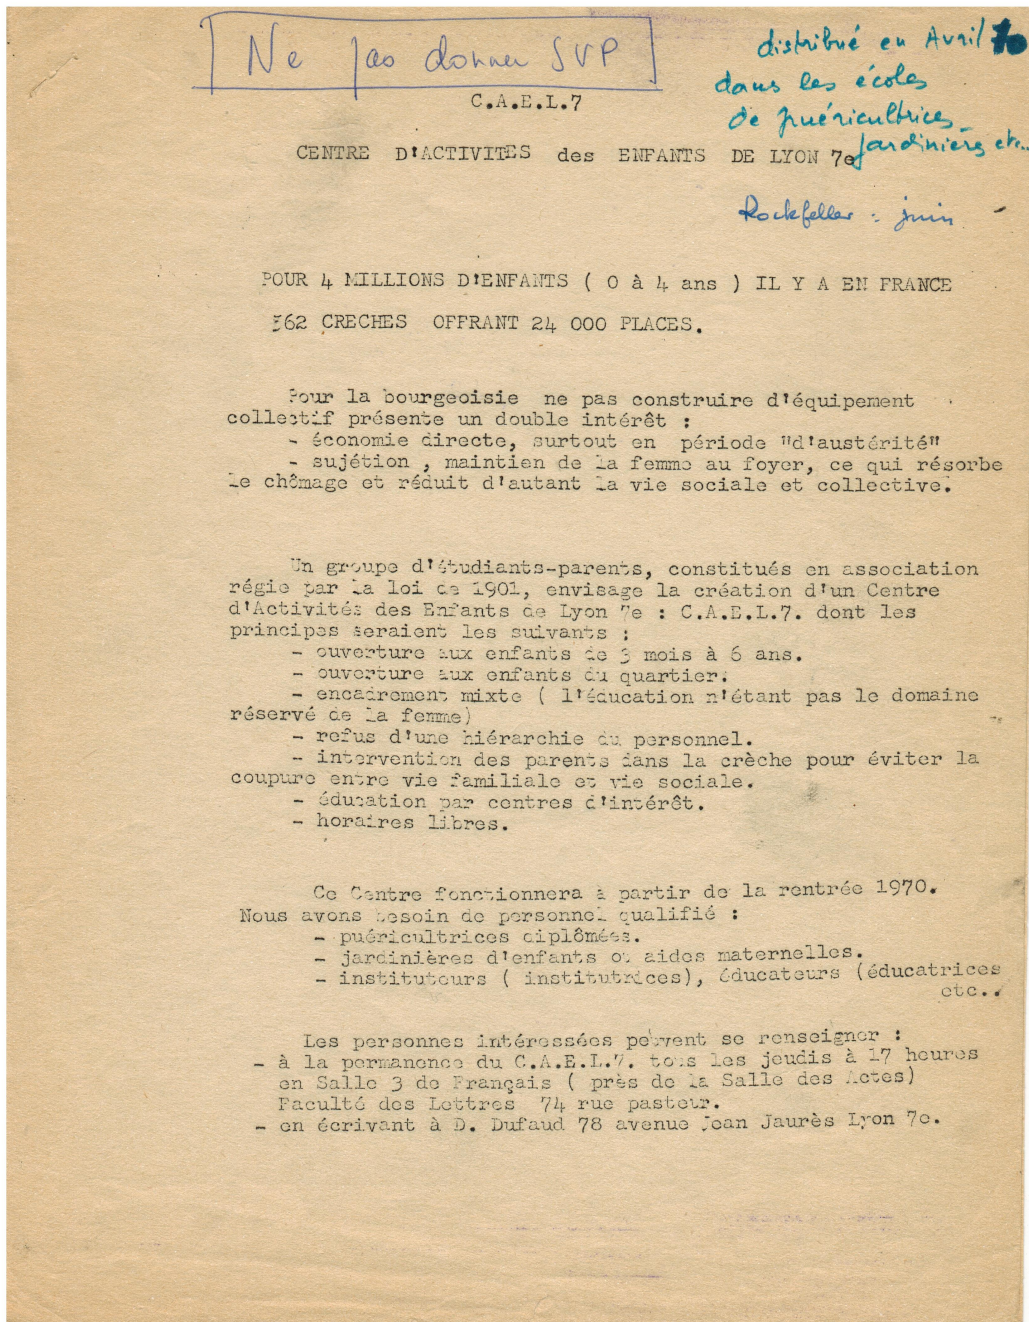 Ne pas donner SVP
distribué en Avril 70
dans les écoles
de puéricultrices
jardinières, etc..
C.A.E.L.7
CENTRE D'ACTIVITES des ENFANTS DE LYON 7e
Rockfeller : juin
POUR 4 MILLIONS D'ENFANTS ( 0 à 4 ans ) IL Y A EN FRANCE
562 CRECHES OFFRANT 24 000 PLACES.
Pour la bourgeoisie ne pas construire d'équipement
collectif présente un double intérêt :
- économie directe, surtout en période "d'austérité"
- sujétion , maintien de la femme au foyer, ce qui résorbe
le chômage et réduit d'autant la vie sociale et collective.
Un groupe d'étudiants-parents, constitués en association
régie par la loi de 1901, envisage la création d'un Centre
d'Activités des Enfants de Lyon 7e : C.A.E.L.7. dont les
principes seraient les suivants :
- ouverture aux enfants de 3 mois à 6 ans.
- ouverture aux enfants du quartier.
- encadrement mixte ( l'éducation n'étant pas le domaine
réservé de la femme)
- refus d'une hiérarchie du personnel.
- intervention des parents dans la crèche pour éviter la
coupure entre vie familiale et vie sociale.
- éducation par centres d'intérêt.
- horaires libres.
Ce Centre fonctionnera à partir de la rentrée 1970.
Nous avons besoin de personnel qualifié :
- puéricultrices diplômées.
- jardinières d'enfants ou aides maternelles.
- instituteurs ( institutrices), éducateurs (éducatrices
etc..
Les personnes intéressées peuvent se renseigner :
- à la permanence du C.A.E.L.7. tous les jeudis à 17 heures
en Salle 3 de Français ( près de la Salle des Actes)
Faculté des Lettres 74 rue pasteur.
- en écrivant à D. Dufaud 78 avenue Jean Jaurès Lyon 7e.